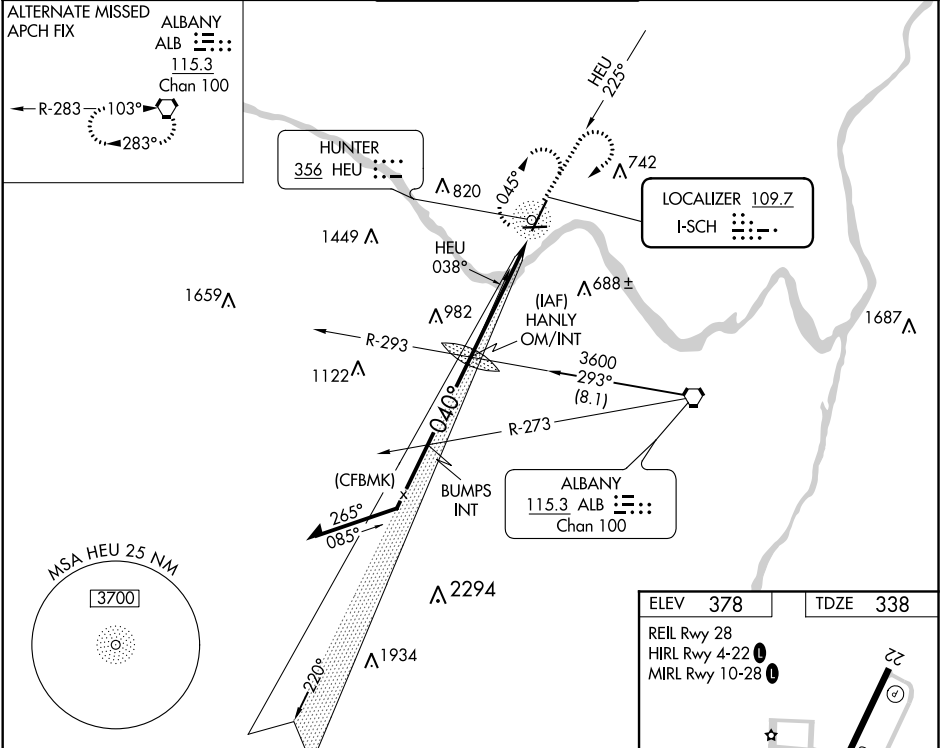 ALTERNATE MISSED
APCH FIX
ALBANY
ALB
115.3
Chan 100
R-283
103°
283°
HEU
225°
HUNTER
356 HEU
045°
820
742
LOCALIZER 109.7
I-SCH
1449
HEU
038°
1659
982
688±
(IAF)
HANLY
OM/INT
1687
R-293
3600
293°
(8.1)
1122
040°
R-273
(CFBMK)
BUMPS
INT
ALBANY
115.3 ALB
Chan 100
265°
085°
MSA HEU 25 NM
3700
2294
1934
220°
ELEV 378
TDZE 338
REIL Rwy 28
HIRL Rwy 4-22 L
MIRL Rwy 10-28 L
22